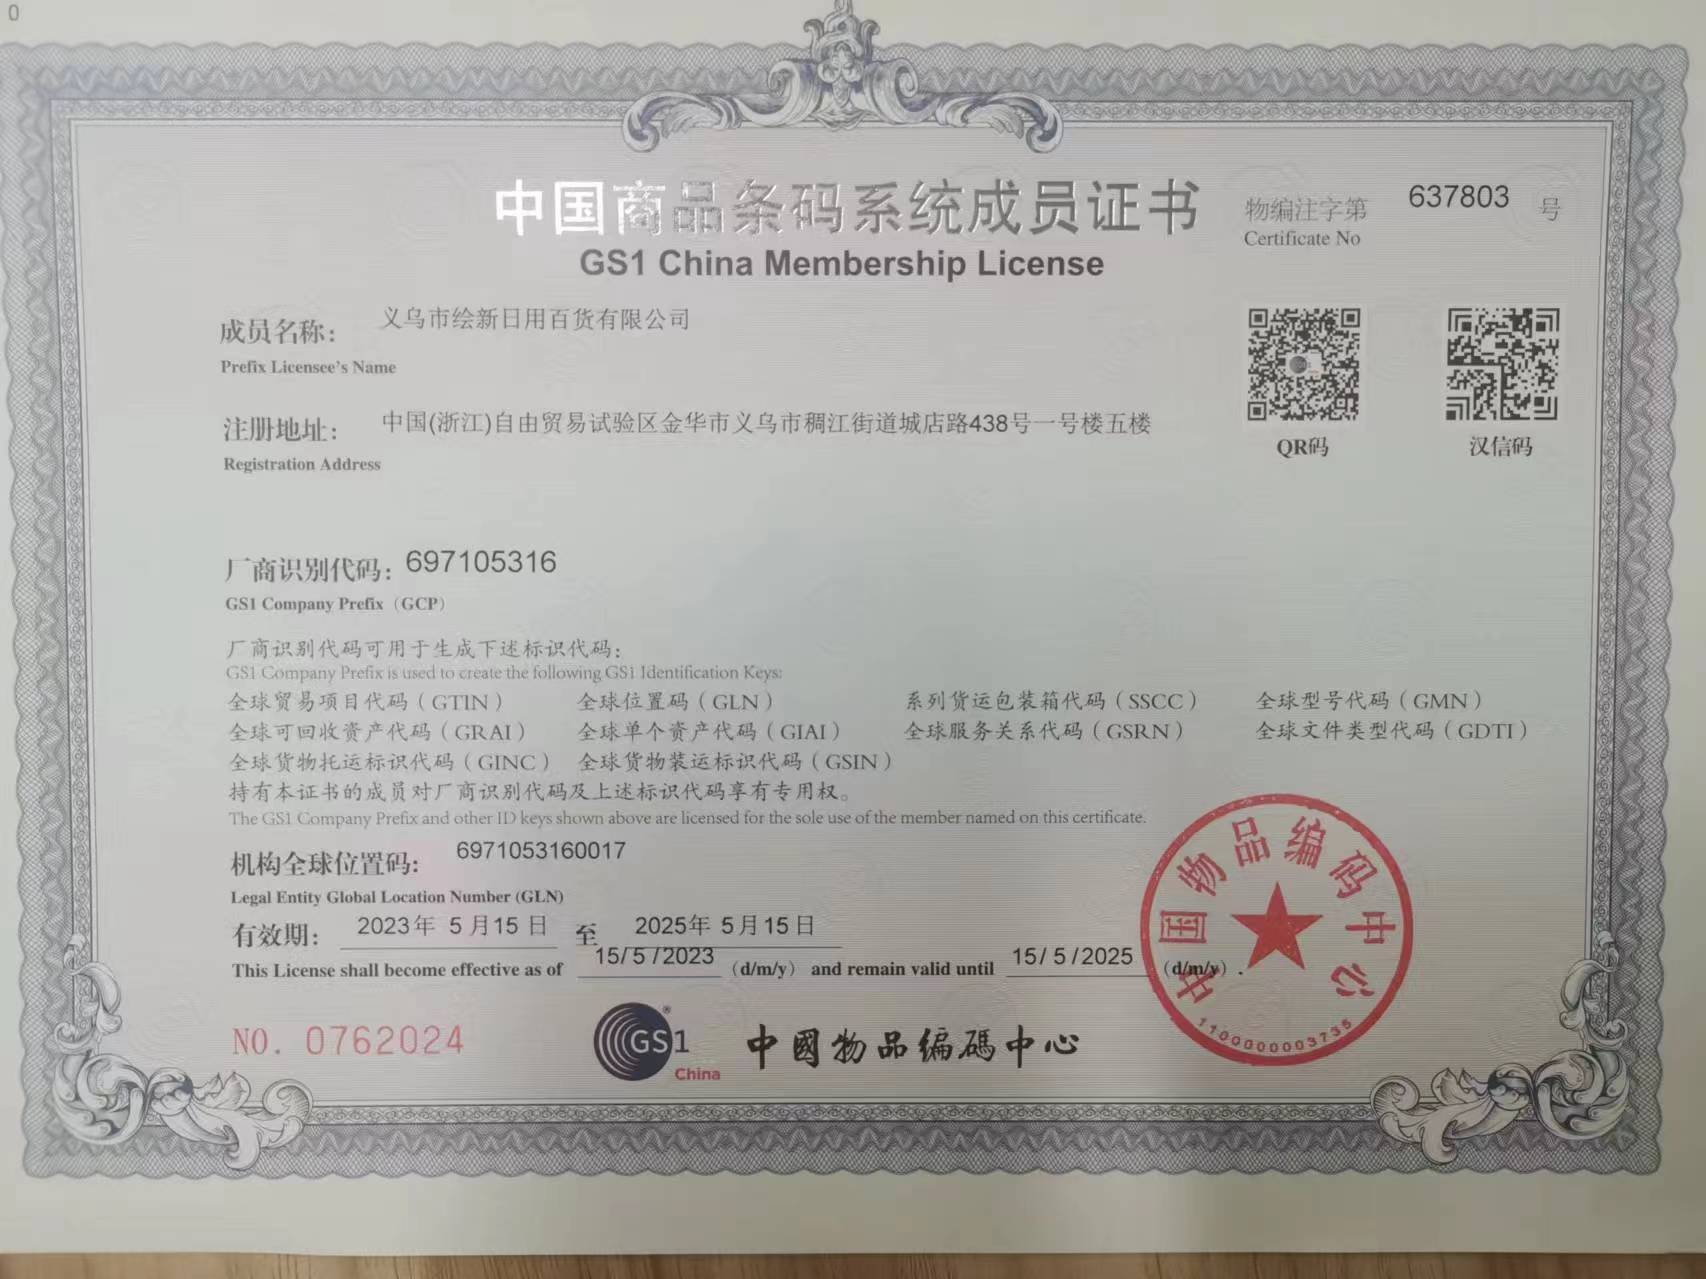 0
中国商品条码系统成员证书
GS1 China Membership License
物编注字第 637803 号
Certificate No
成员名称： 义乌市绘新日用百货有限公司
Prefix Licensee's Name
注册地址： 中国(浙江)自由贸易试验区金华市义乌市稠江街道城店路438号一号楼五楼
Registration Address
QR码
汉信码
厂商识别代码： 697105316
GS1 Company Prefix（GCP）
厂商识别代码可用于生成下述标识代码：
GS1 Company Prefix is used to create the following GS1 Identification Keys:
全球贸易项目代码（GTIN） 全球位置码（GLN） 系列货运包装箱代码（SSCC） 全球型号代码（GMN）
全球可回收资产代码（GRAI） 全球单个资产代码（GIAI） 全球服务关系代码（GSRN） 全球文件类型代码（GDTI）
全球货物托运标识代码（GINC） 全球货物装运标识代码（GSIN）
持有本证书的成员对厂商识别代码及上述标识代码享有专用权。
The GS1 Company Prefix and other ID keys shown above are licensed for the sole use of the member named on this certificate.
机构全球位置码： 6971053160017
Legal Entity Global Location Number (GLN)
有效期： 2023年 5月15日 至 2025年 5月15日
This License shall become effective as of 15/ 5 /2023 （d/m/y） and remain valid until 15/ 5 /2025 （d/m/y）.
NO. 0762024
GS1®
China
中國物品編碼中心
中国物品编码中心
1100000003735